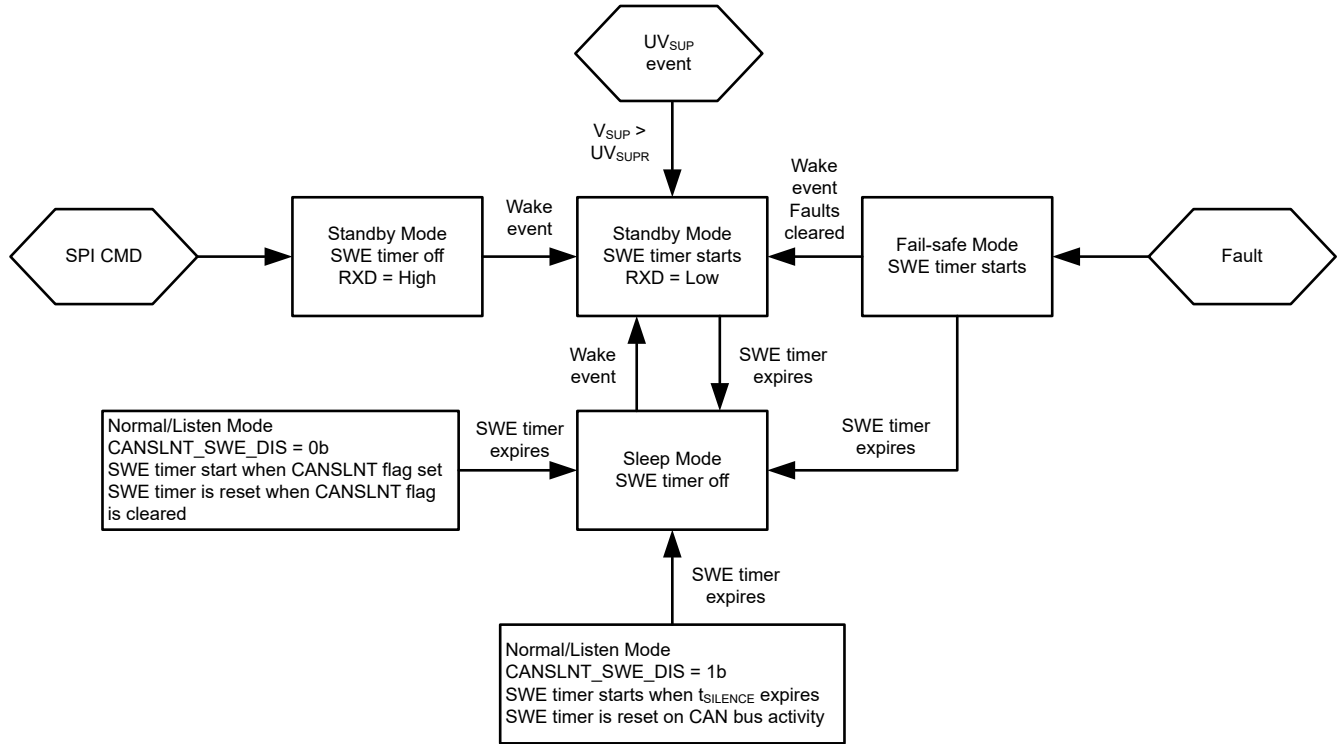 UVSUP
event
VSUP >
UVSUPR
Wake
event
Faults
cleared
SPI CMD
Standby Mode
SWE timer off
RXD = High
Wake
event
Standby Mode
SWE timer starts
RXD = Low
Fail-safe Mode
SWE timer starts
Fault
Wake
event
SWE timer
expires
Normal/Listen Mode
CANSLNT_SWE_DIS = 0b
SWE timer start when CANSLNT flag set
SWE timer is reset when CANSLNT flag
is cleared
SWE timer
expires
Sleep Mode
SWE timer off
SWE timer
expires
SWE timer
expires
Normal/Listen Mode
CANSLNT_SWE_DIS = 1b
SWE timer starts when tSILENCE expires
SWE timer is reset on CAN bus activity